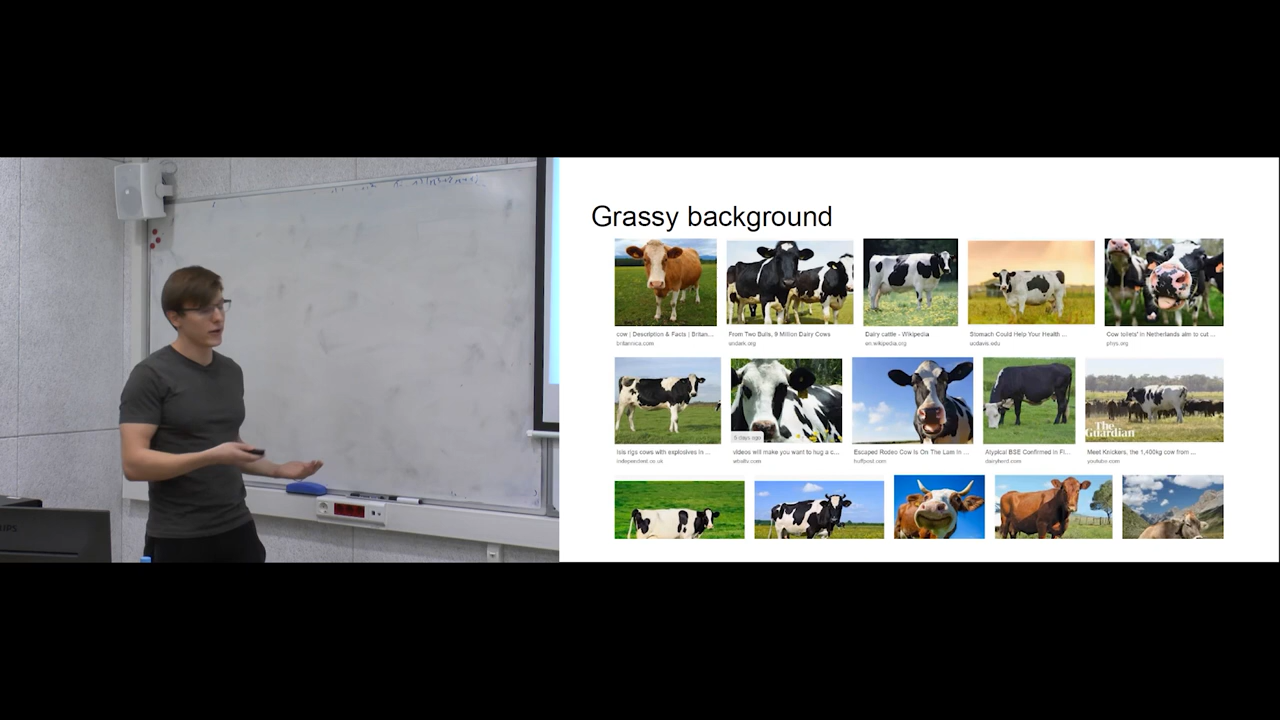 Grassy background
cow | Description & Facts | Britan...
britannica.com
From Two Bulls, 9 Million Dairy Cows
undark.org
Dairy cattle - Wikipedia
en.wikipedia.org
Stomach Could Help Your Health ...
ucdavis.edu
Cow toilets' in Netherlands aim to cut ...
phys.org
5 days ago
Isis rigs cows with explosives in ...
independent.co.uk
videos will make you want to hug a c...
Escaped Rodeo Cow Is On The Lam In ...
huffpost.com
Atypical BSE Confirmed in Fl...
dairyherd.com
The
Guardian
Meet Knickers, the 1,400kg cow from ...
youtube.com